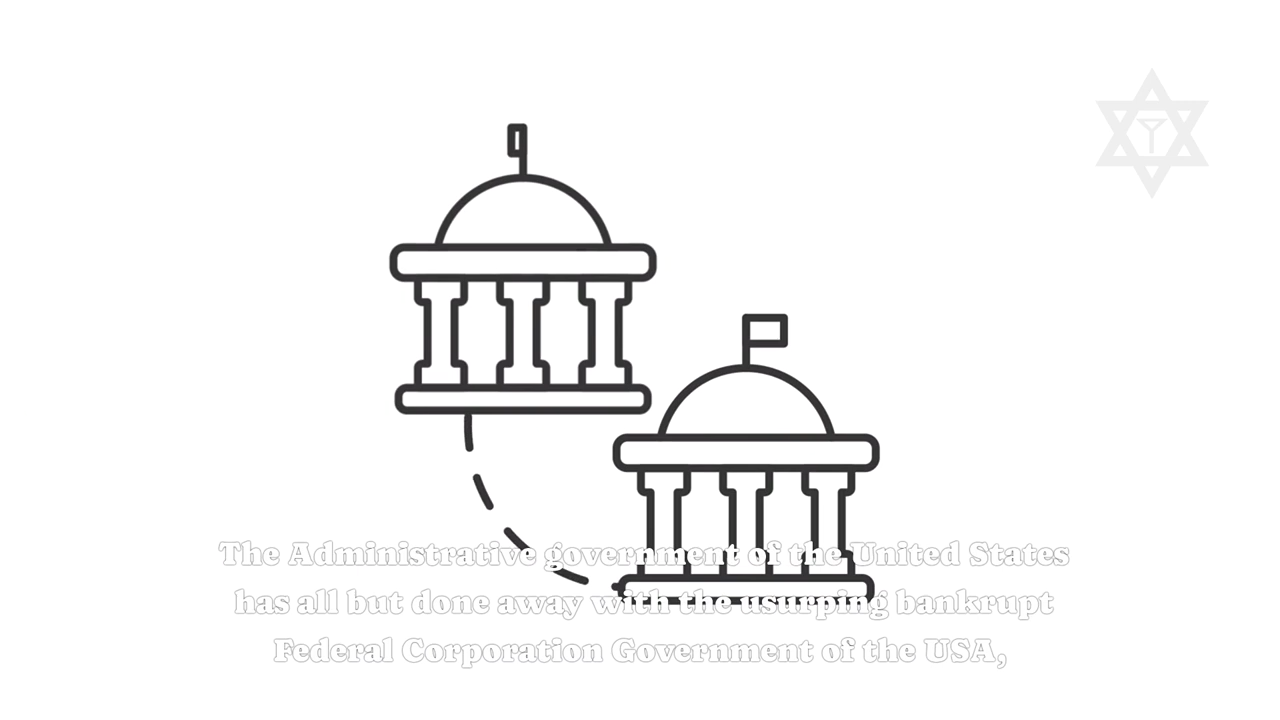 The Administrative government of the United States
has all but done away with the usurping bankrupt
Federal Corporation Government of the USA,